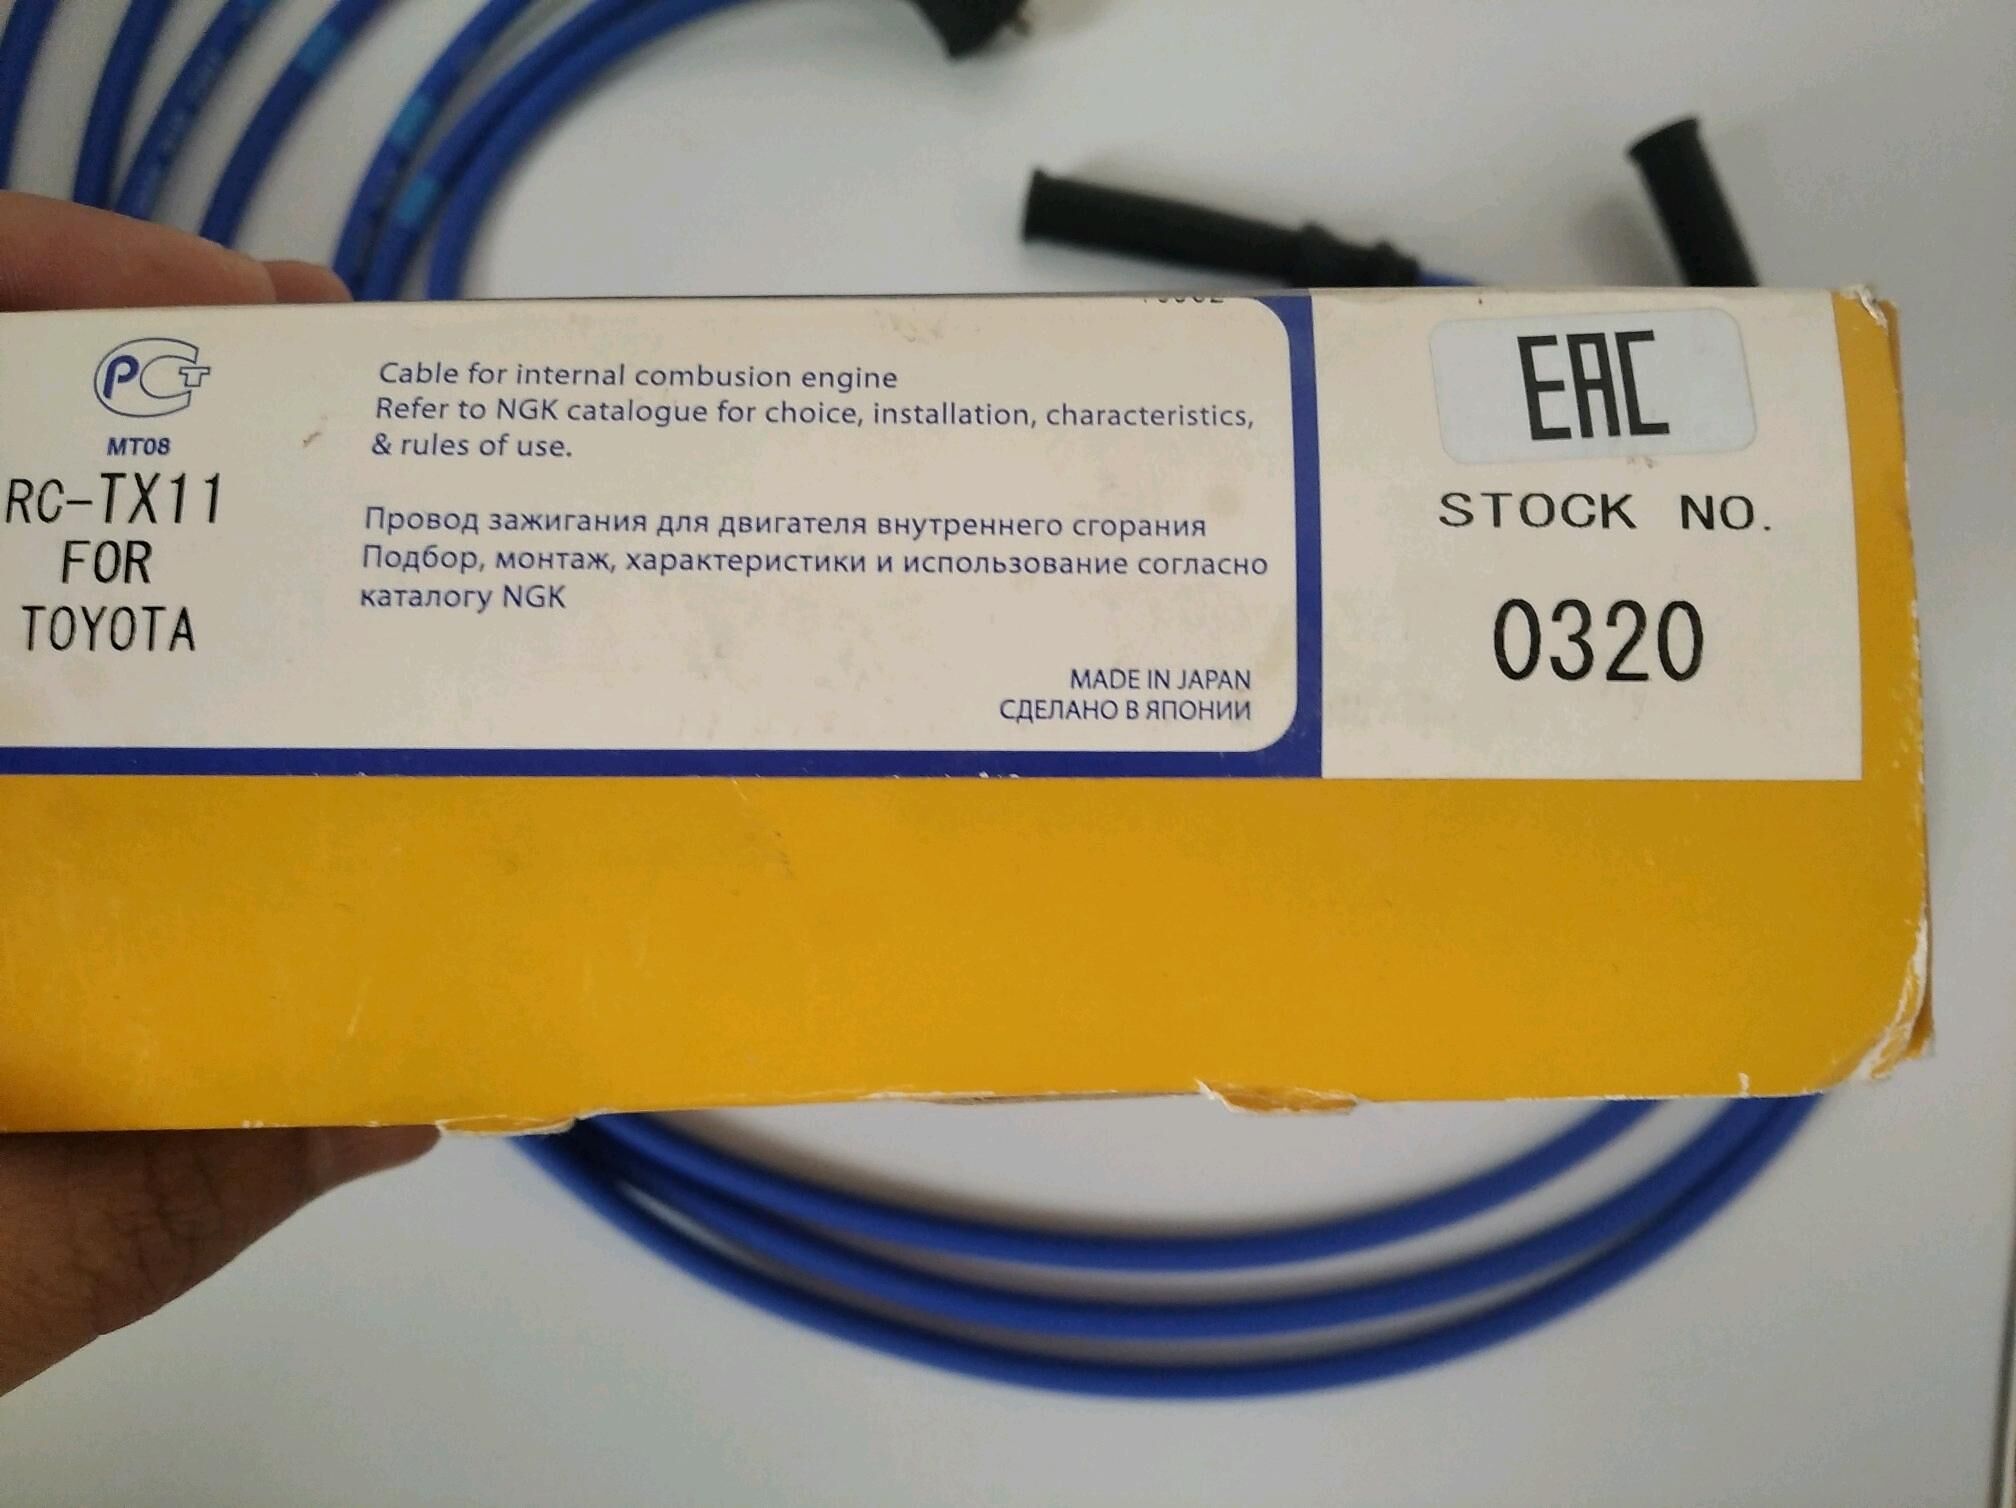 PCT
MT08
RC-TX11
FOR
TOYOTA
Cable for internal combusion engine
Refer to NGK catalogue for choice, installation, characteristics,
& rules of use.
Провод зажигания для двигателя внутреннего сгорания
Подбор, монтаж, характеристики и использование согласно
каталогу NGK
MADE IN JAPAN
СДЕЛАНО В ЯПОНИИ
EAC
STOCK NO.
0320